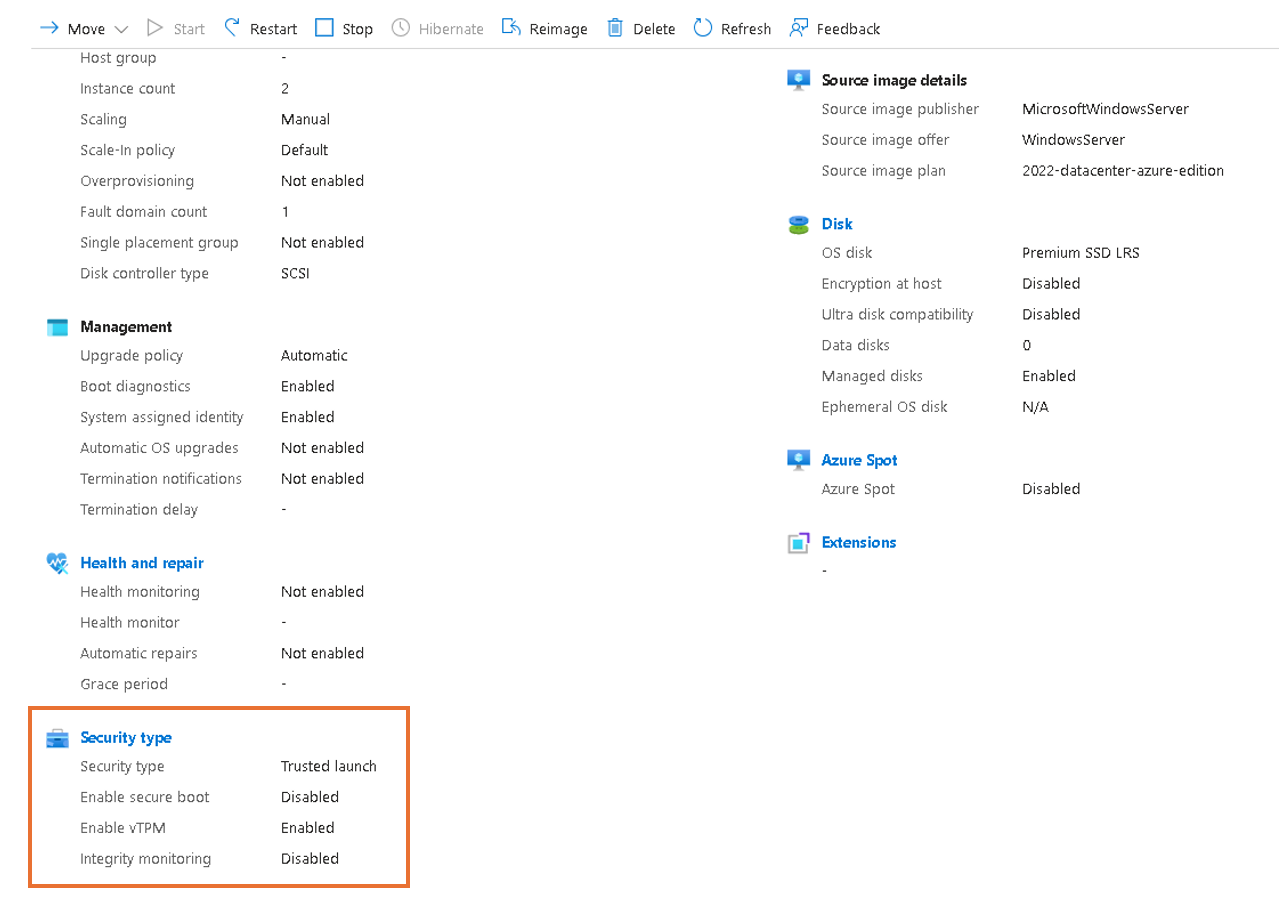 Move Start Restart Stop Hibernate Reimage Delete Refresh Feedback
Host group -
Instance count 2
Scaling Manual
Scale-In policy Default
Overprovisioning Not enabled
Fault domain count 1
Single placement group Not enabled
Disk controller type SCSI
Management
Upgrade policy Automatic
Boot diagnostics Enabled
System assigned identity Enabled
Automatic OS upgrades Not enabled
Termination notifications Not enabled
Termination delay -
Health and repair
Health monitoring Not enabled
Health monitor -
Automatic repairs Not enabled
Grace period -
Security type
Security type Trusted launch
Enable secure boot Disabled
Enable vTPM Enabled
Integrity monitoring Disabled
Source image details
Source image publisher MicrosoftWindowsServer
Source image offer WindowsServer
Source image plan 2022-datacenter-azure-edition
Disk
OS disk Premium SSD LRS
Encryption at host Disabled
Ultra disk compatibility Disabled
Data disks 0
Managed disks Enabled
Ephemeral OS disk N/A
Azure Spot
Azure Spot Disabled
Extensions
-